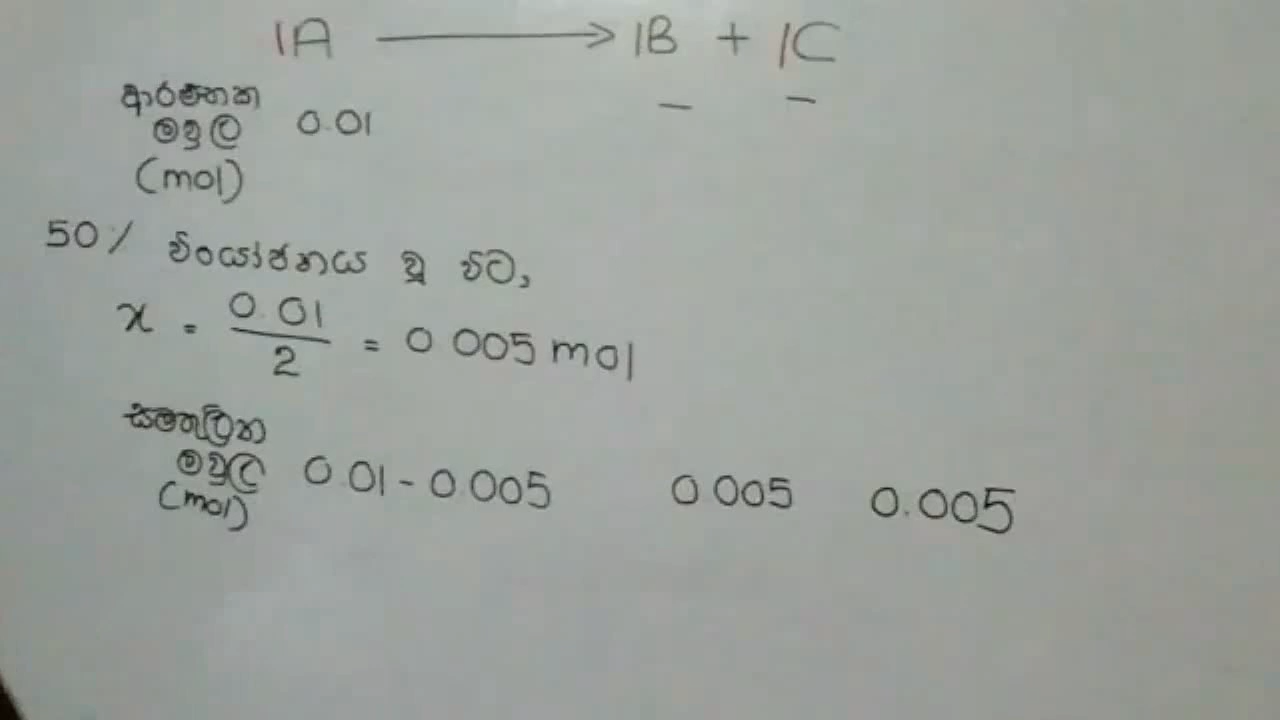 1A → 1B + 1C
ආරම්භක
මවුල 0.01 – –
(mol)
50% වියෝජනය වූ විට,
x = 0.01/2 = 0.005 mol
සමතුලිත
මවුල 0.01 - 0.005 0.005 0.005
(mol)